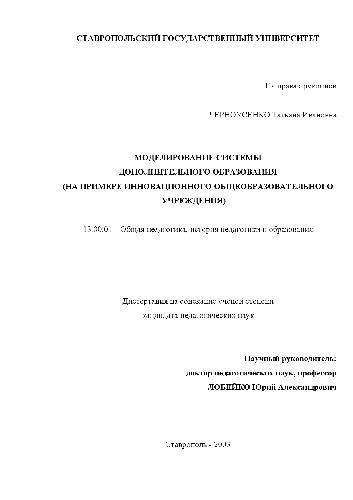 СТАВРОПОЛЬСКИЙ ГОСУДАРСТВЕННЫЙ УНИВЕРСИТЕТ
На правах рукописи
ЧЕРНОУСЕНКО Татьяна Ивановна
МОДЕЛИРОВАНИЕ СИСТЕМЫ
ДОПОЛНИТЕЛЬНОГО ОБРАЗОВАНИЯ
(НА ПРИМЕРЕ ИННОВАЦИОННОГО ОБЩЕОБРАЗОВАТЕЛЬНОГО
УЧРЕЖДЕНИЯ)
13.00.01 – Общая педагогика, история педагогики и образования
Диссертация на соискание ученой степени
кандидата педагогических наук
Научный руководитель:
доктор педагогических наук, профессор
ЛОБЕЙКО Юрий Александрович
Ставрополь - 2003